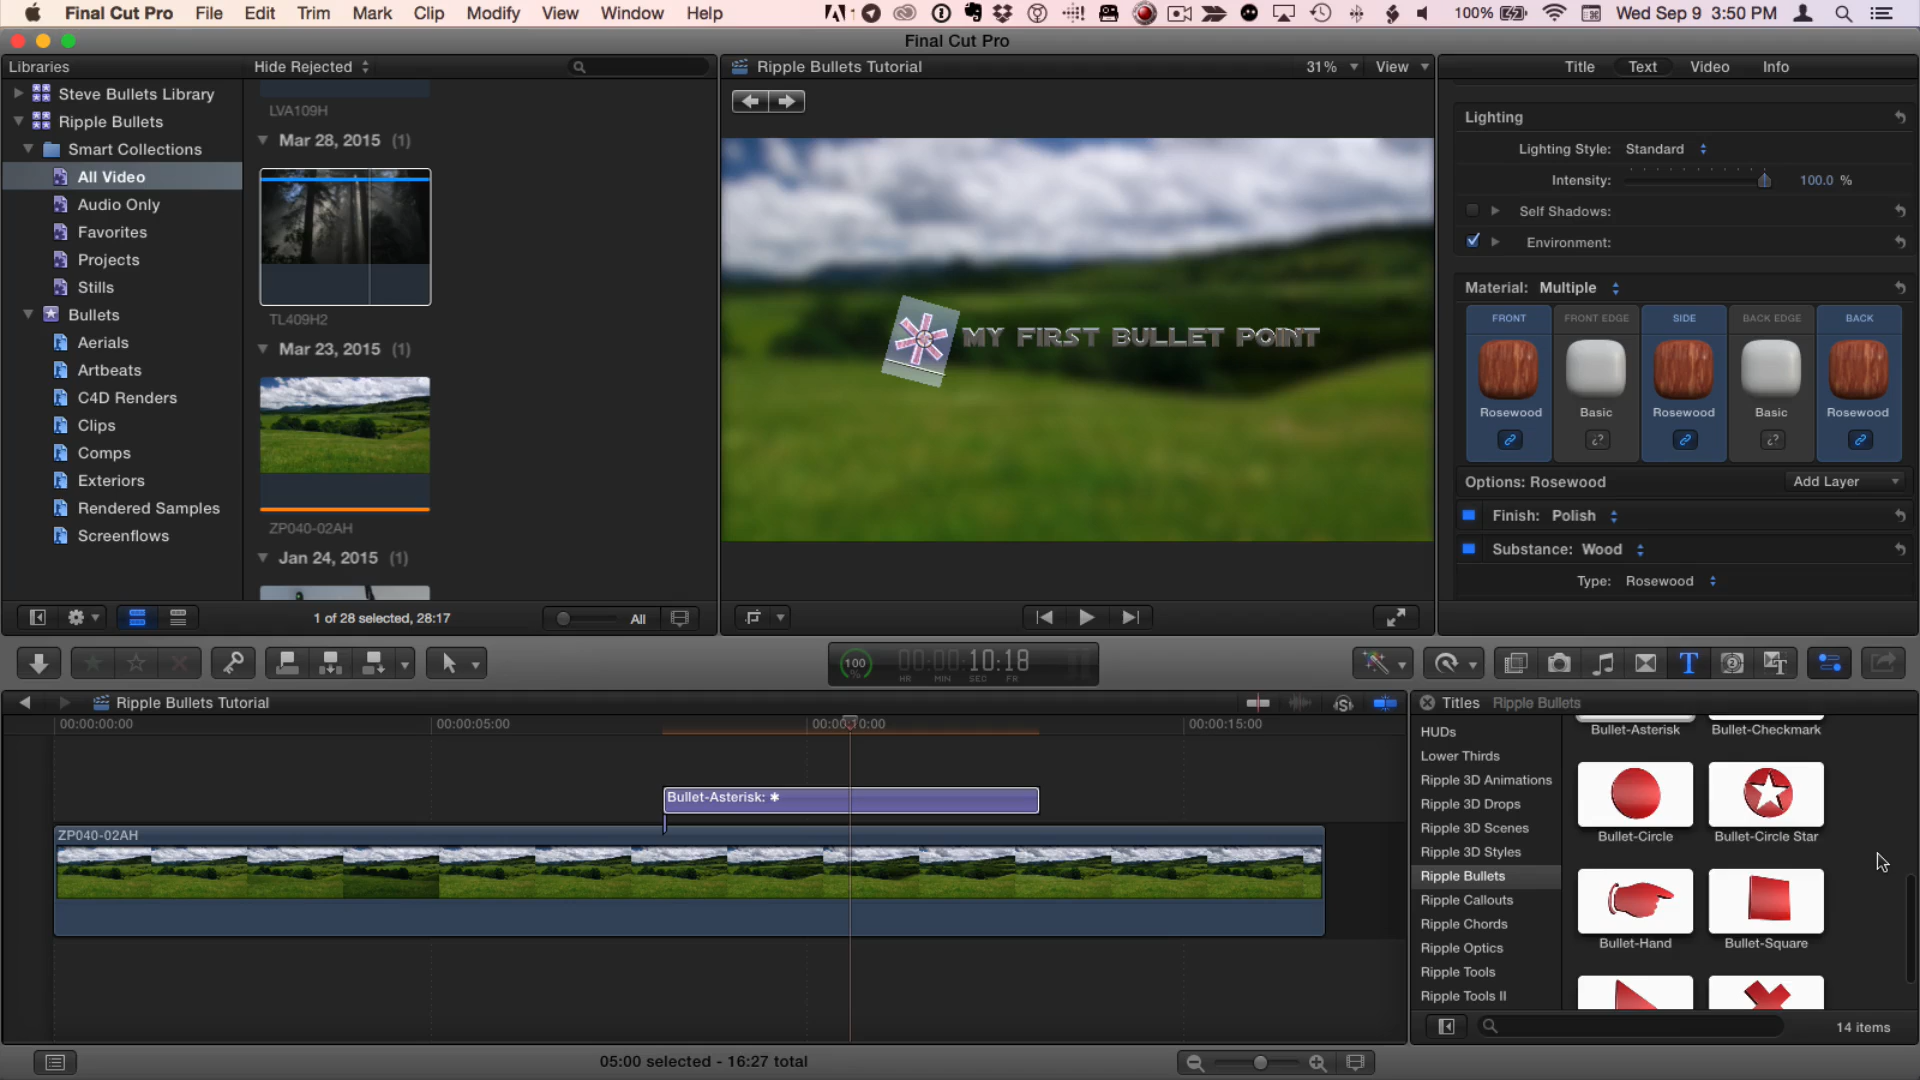 Final Cut Pro File Edit Trim Mark Clip Modify View Window Help 1 100% Wed Sep 9 3:50 PM
Final Cut Pro
Libraries Hide Rejected Ripple Bullets Tutorial 31% View Title Text Video Info
Steve Bullets Library
Ripple Bullets
Smart Collections
All Video
Audio Only
Favorites
Projects
Stills
Bullets
Aerials
Artbeats
C4D Renders
Clips
Comps
Exteriors
Rendered Samples
Screenflows
LVA109H
Mar 28, 2015 (1)
TL409H2
Mar 23, 2015 (1)
ZP040-02AH
Jan 24, 2015 (1)
1 of 28 selected, 28:17 All
MY FIRST BULLET POINT
Lighting
Lighting Style: Standard
Intensity: 100.0 %
Self Shadows:
Environment:
Material: Multiple
FRONT FRONT EDGE SIDE BACK EDGE BACK
Rosewood Basic Rosewood Basic Rosewood
Options: Rosewood Add Layer
Finish: Polish
Substance: Wood
Type: Rosewood
100 % 00:00:10:18
HR MIN SEC FR
Ripple Bullets Tutorial
00:00:00:00 00:00:05:00 00:00:10:00 00:00:15:00
Bullet-Asterisk: ✱
ZP040-02AH
05:00 selected - 16:27 total
Titles Ripple Bullets
HUDs
Lower Thirds
Ripple 3D Animations
Ripple 3D Drops
Ripple 3D Scenes
Ripple 3D Styles
Ripple Bullets
Ripple Callouts
Ripple Chords
Ripple Optics
Ripple Tools
Ripple Tools II
Bullet-Asterisk Bullet-Checkmark
Bullet-Circle Bullet-Circle Star
Bullet-Hand Bullet-Square
14 items